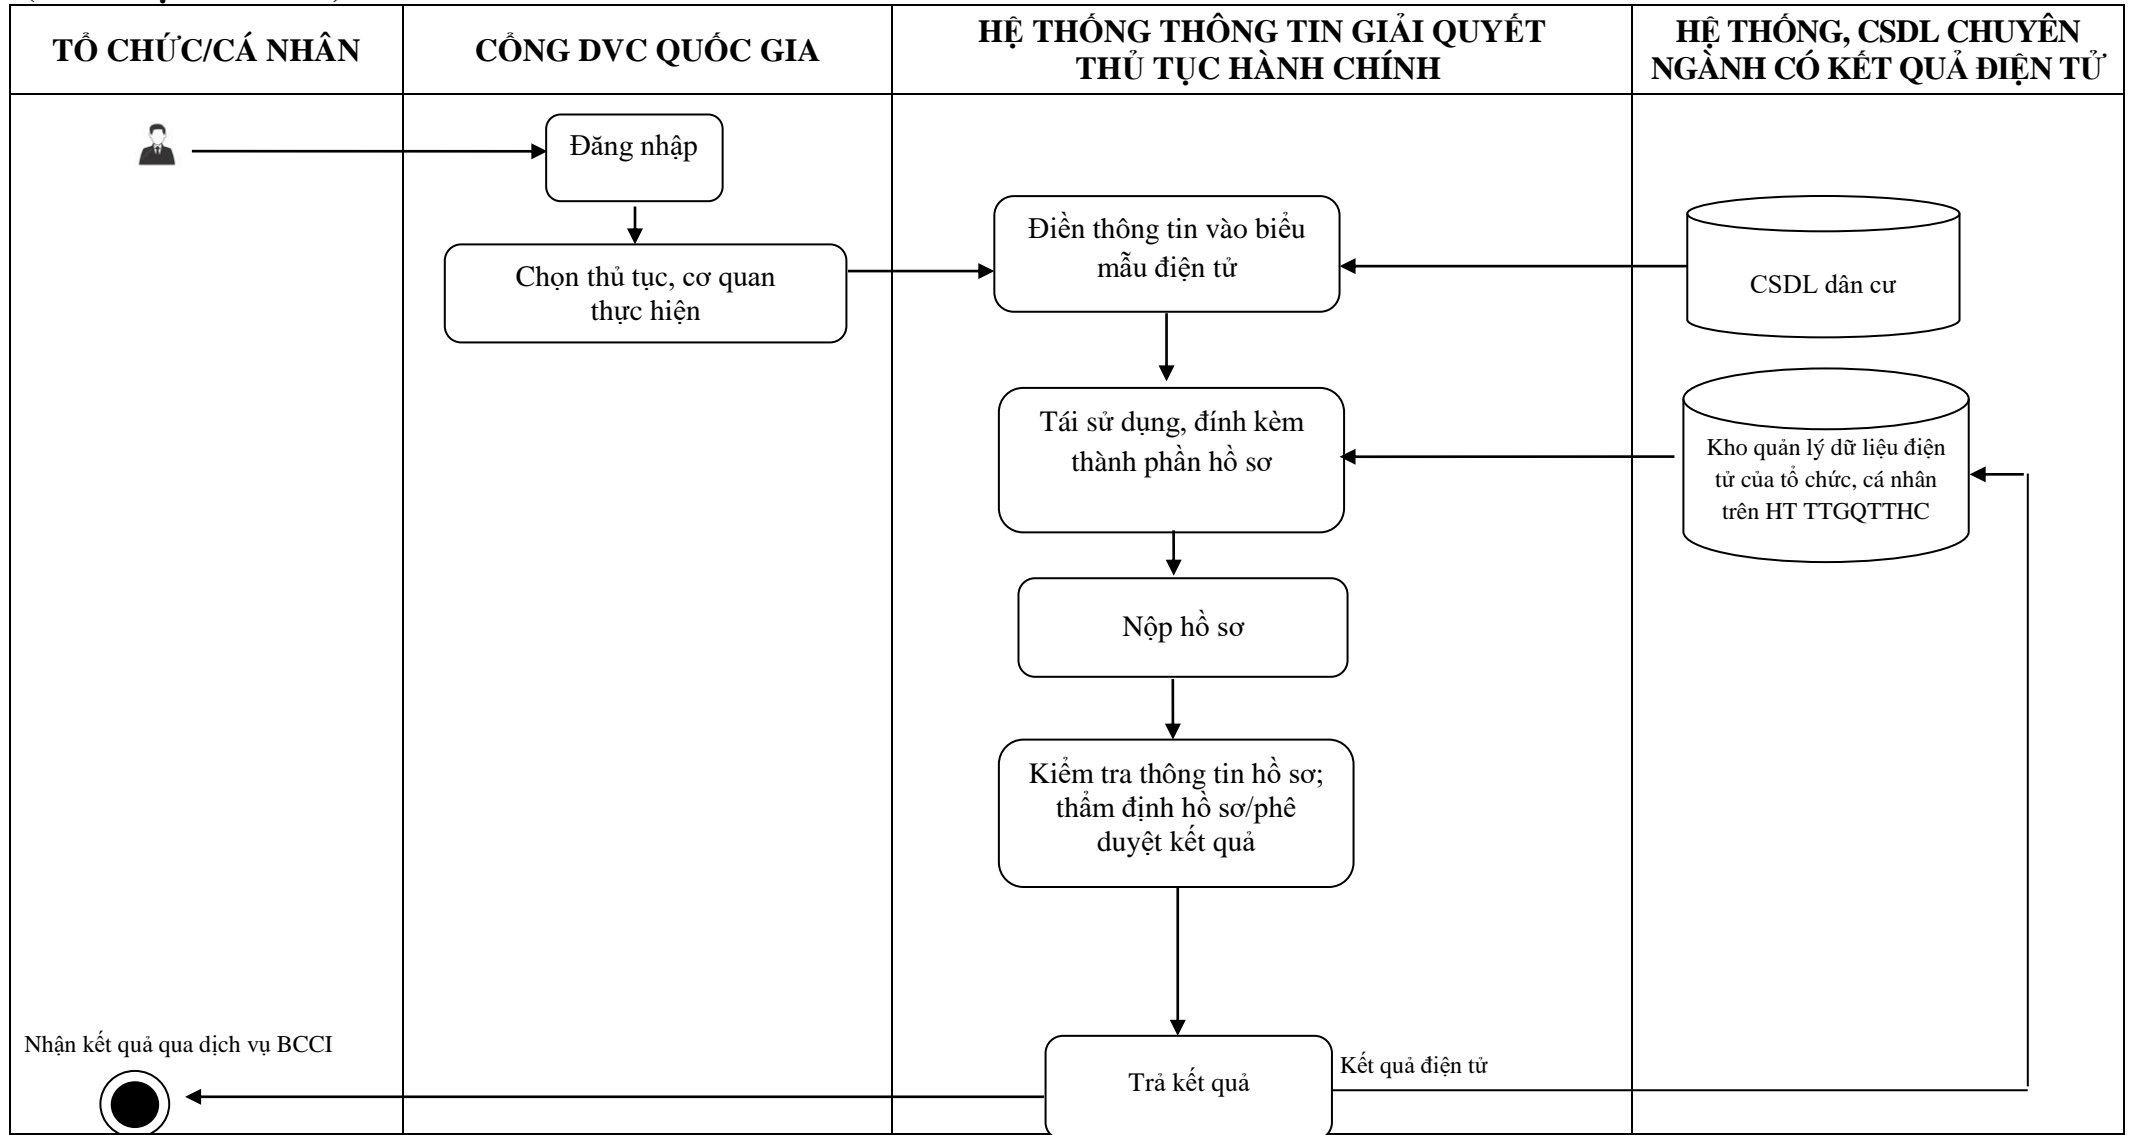 TỔ CHỨC/CÁ NHÂN
CỔNG DVC QUỐC GIA
HỆ THỐNG THÔNG TIN GIẢI QUYẾT
THỦ TỤC HÀNH CHÍNH
HỆ THỐNG, CSDL CHUYÊN
NGÀNH CÓ KẾT QUẢ ĐIỆN TỬ
Đăng nhập
Chọn thủ tục, cơ quan
thực hiện
Điền thông tin vào biểu
mẫu điện tử
CSDL dân cư
Tái sử dụng, đính kèm
thành phần hồ sơ
Kho quản lý dữ liệu điện
tử của tổ chức, cá nhân
trên HT TTGQTTHC
Nộp hồ sơ
Kiểm tra thông tin hồ sơ;
thẩm định hồ sơ/phê
duyệt kết quả
Nhận kết quả qua dịch vụ BCCI
Trả kết quả
Kết quả điện tử